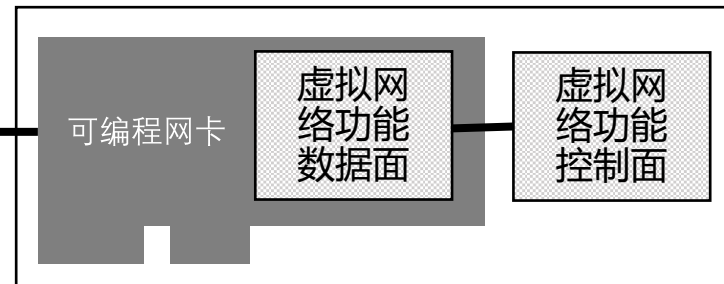 可编程网卡
虚拟网
络功能
数据面
虚拟网
络功能
控制面